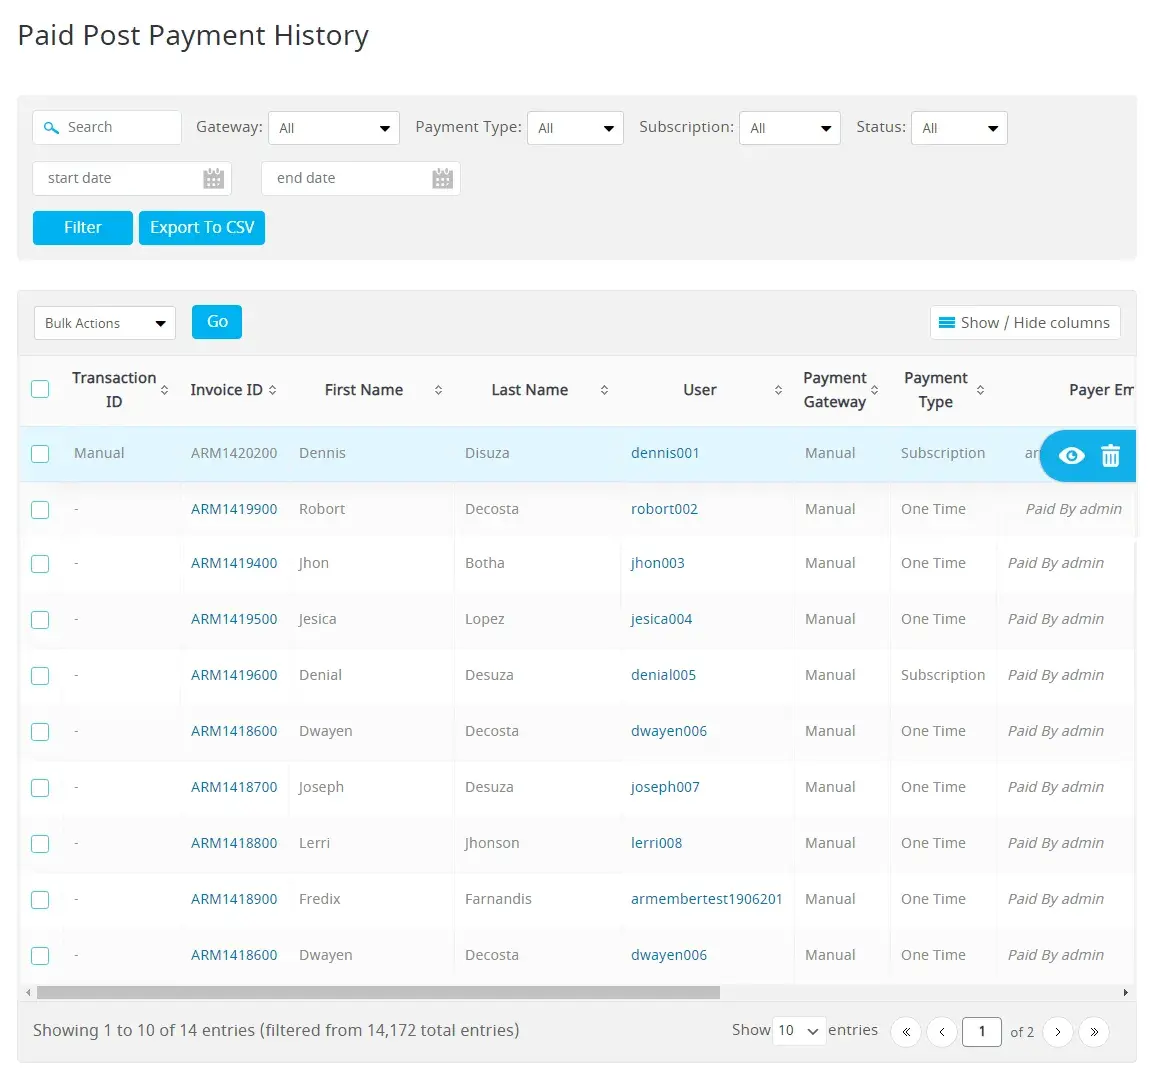 Paid Post Payment History
Search Gateway: All Payment Type: All Subscription: All Status: All
start date end date
Filter Export To CSV
Bulk Actions Go Show / Hide columns
Transaction ID Invoice ID First Name Last Name User Payment Gateway Payment Type Payer Em
Manual ARM1420200 Dennis Disuza dennis001 Manual Subscription ar
- ARM1419900 Robort Decosta robort002 Manual One Time Paid By admin
- ARM1419400 Jhon Botha jhon003 Manual One Time Paid By admin
- ARM1419500 Jesica Lopez jesica004 Manual One Time Paid By admin
- ARM1419600 Denial Desuza denial005 Manual Subscription Paid By admin
- ARM1418600 Dwayen Decosta dwayen006 Manual One Time Paid By admin
- ARM1418700 Joseph Desuza joseph007 Manual One Time Paid By admin
- ARM1418800 Lerri Jhonson lerri008 Manual One Time Paid By admin
- ARM1418900 Fredix Farnandis armembertest1906201 Manual One Time Paid By admin
- ARM1418600 Dwayen Decosta dwayen006 Manual One Time Paid By admin
Showing 1 to 10 of 14 entries (filtered from 14,172 total entries) Show 10 entries « ‹ 1 of 2 › »